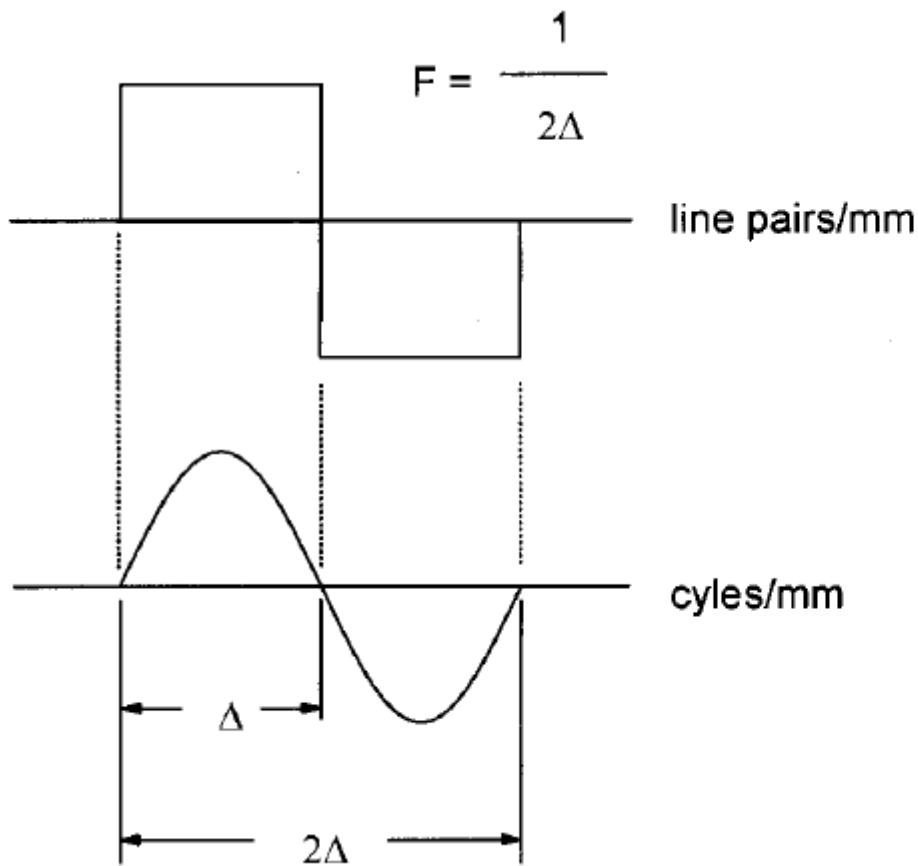 1
F =
2Δ
line pairs/mm
cyles/mm
Δ
2Δ